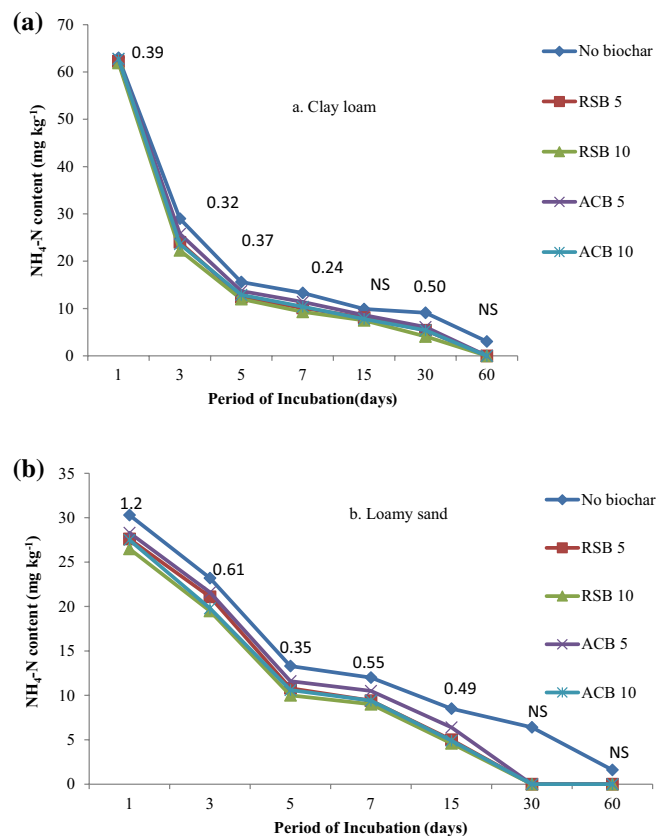 (a)
70
60
50
40
30
20
10
0
NH₄-N content (mg kg⁻¹)
0.39
0.32
0.37
0.24
NS
0.50
NS
a. Clay loam
1 3 5 7 15 30 60
Period of Incubation(days)
No biochar
RSB 5
RSB 10
ACB 5
ACB 10
(b)
35
30
25
20
15
10
5
0
NH₄-N content (mg kg⁻¹)
1.2
0.61
0.35
0.55
0.49
NS
NS
b. Loamy sand
1 3 5 7 15 30 60
Period of Incubation (days)
No biochar
RSB 5
RSB 10
ACB 5
ACB 10